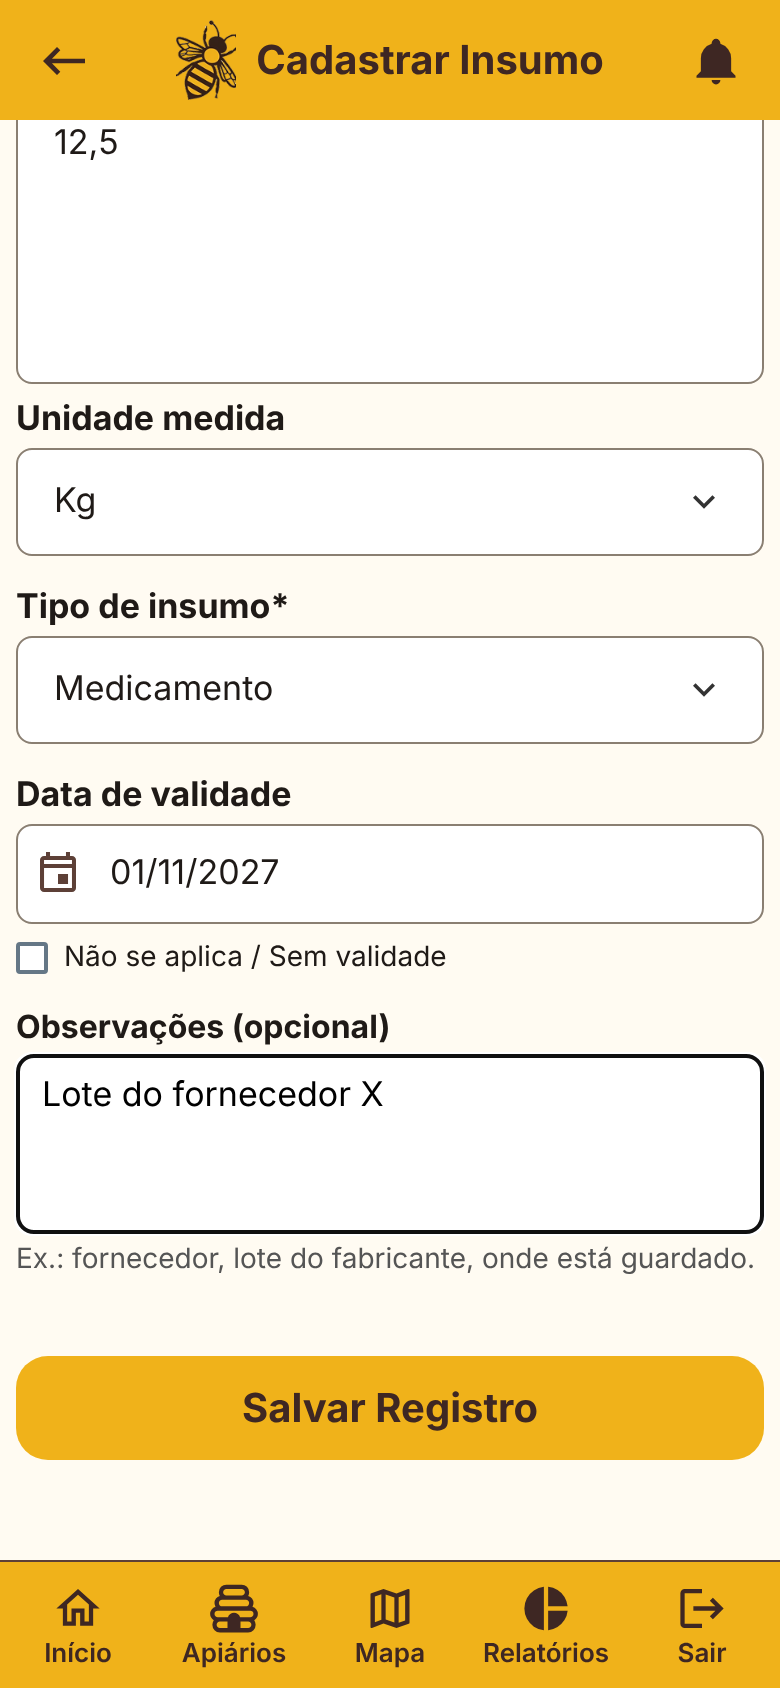 Cadastrar Insumo
12,5
Unidade medida
Kg
Tipo de insumo*
Medicamento
Data de validade
01/11/2027
Não se aplica / Sem validade
Observações (opcional)
Lote do fornecedor X
Ex.: fornecedor, lote do fabricante, onde está guardado.
Salvar Registro
Início
Apiários
Mapa
Relatórios
Sair